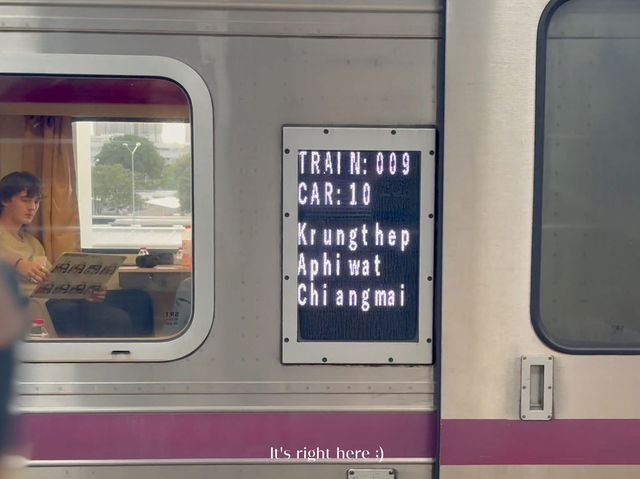 TRAIN: 009
CAR: 10
Krungthep
Aphiwat
Chiangmai
It's right here :)